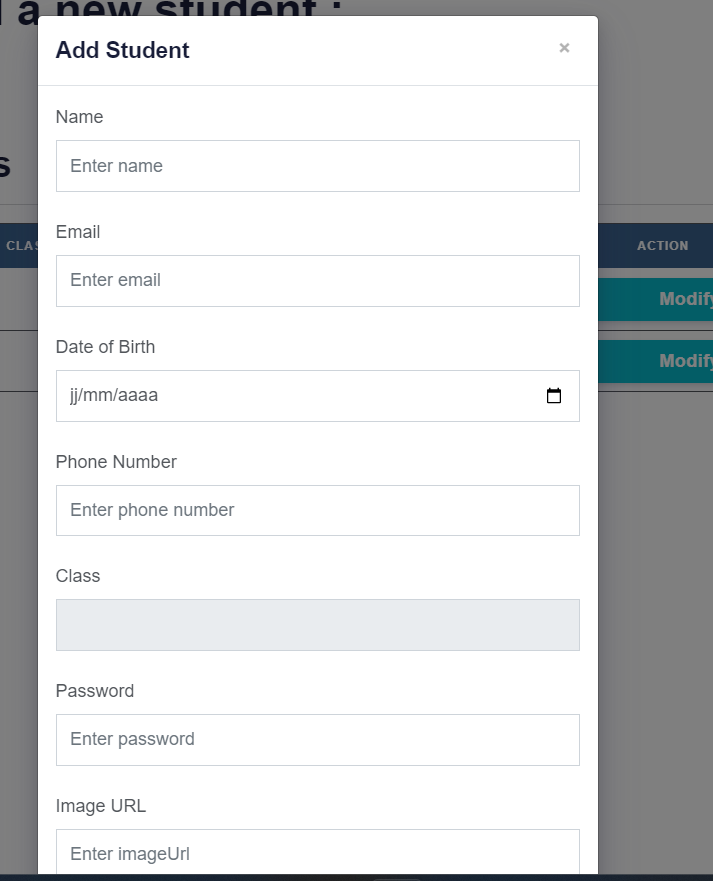 a new student :
Add Student
×
Name
Enter name
s
Email
CLAS
ACTION
Enter email
Modify
Date of Birth
Modify
jj/mm/aaaa
Phone Number
Enter phone number
Class
Password
Enter password
Image URL
Enter imageUrl